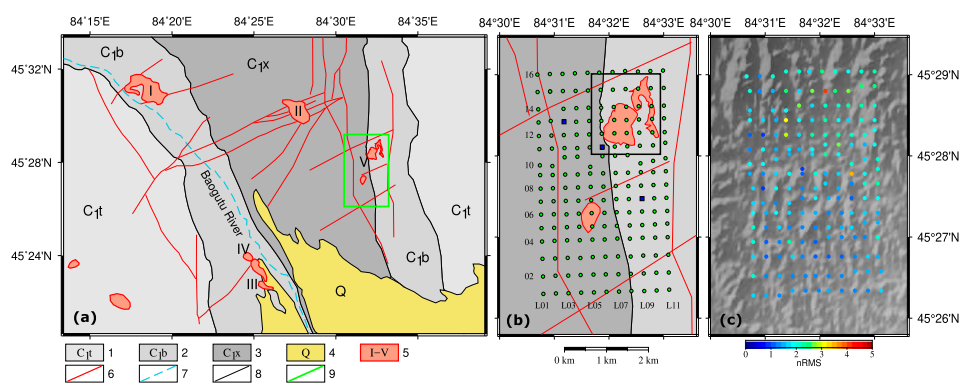 84°15'E 84°20'E 84°25'E 84°30'E 84°35'E
84°30'E 84°31'E 84°32'E 84°33'E
84°31'E 84°32'E 84°33'E
45°32'N
45°28'N
45°24'N
C₁b
C₁x
I
II
V
C₁t
C₁t
Baogutu River
IV
III
C₁b
Q
(a)
16
14
12
10
08
06
04
02
L01 L03 L05 L07 L09 L11
(b)
(c)
45°29'N
45°28'N
45°27'N
45°26'N
C₁t 1 C₁b 2 C₁x 3 Q 4 I-V 5
6 7 8 9
0 km 1 km 2 km
0 1 2 3 4 5
nRMS